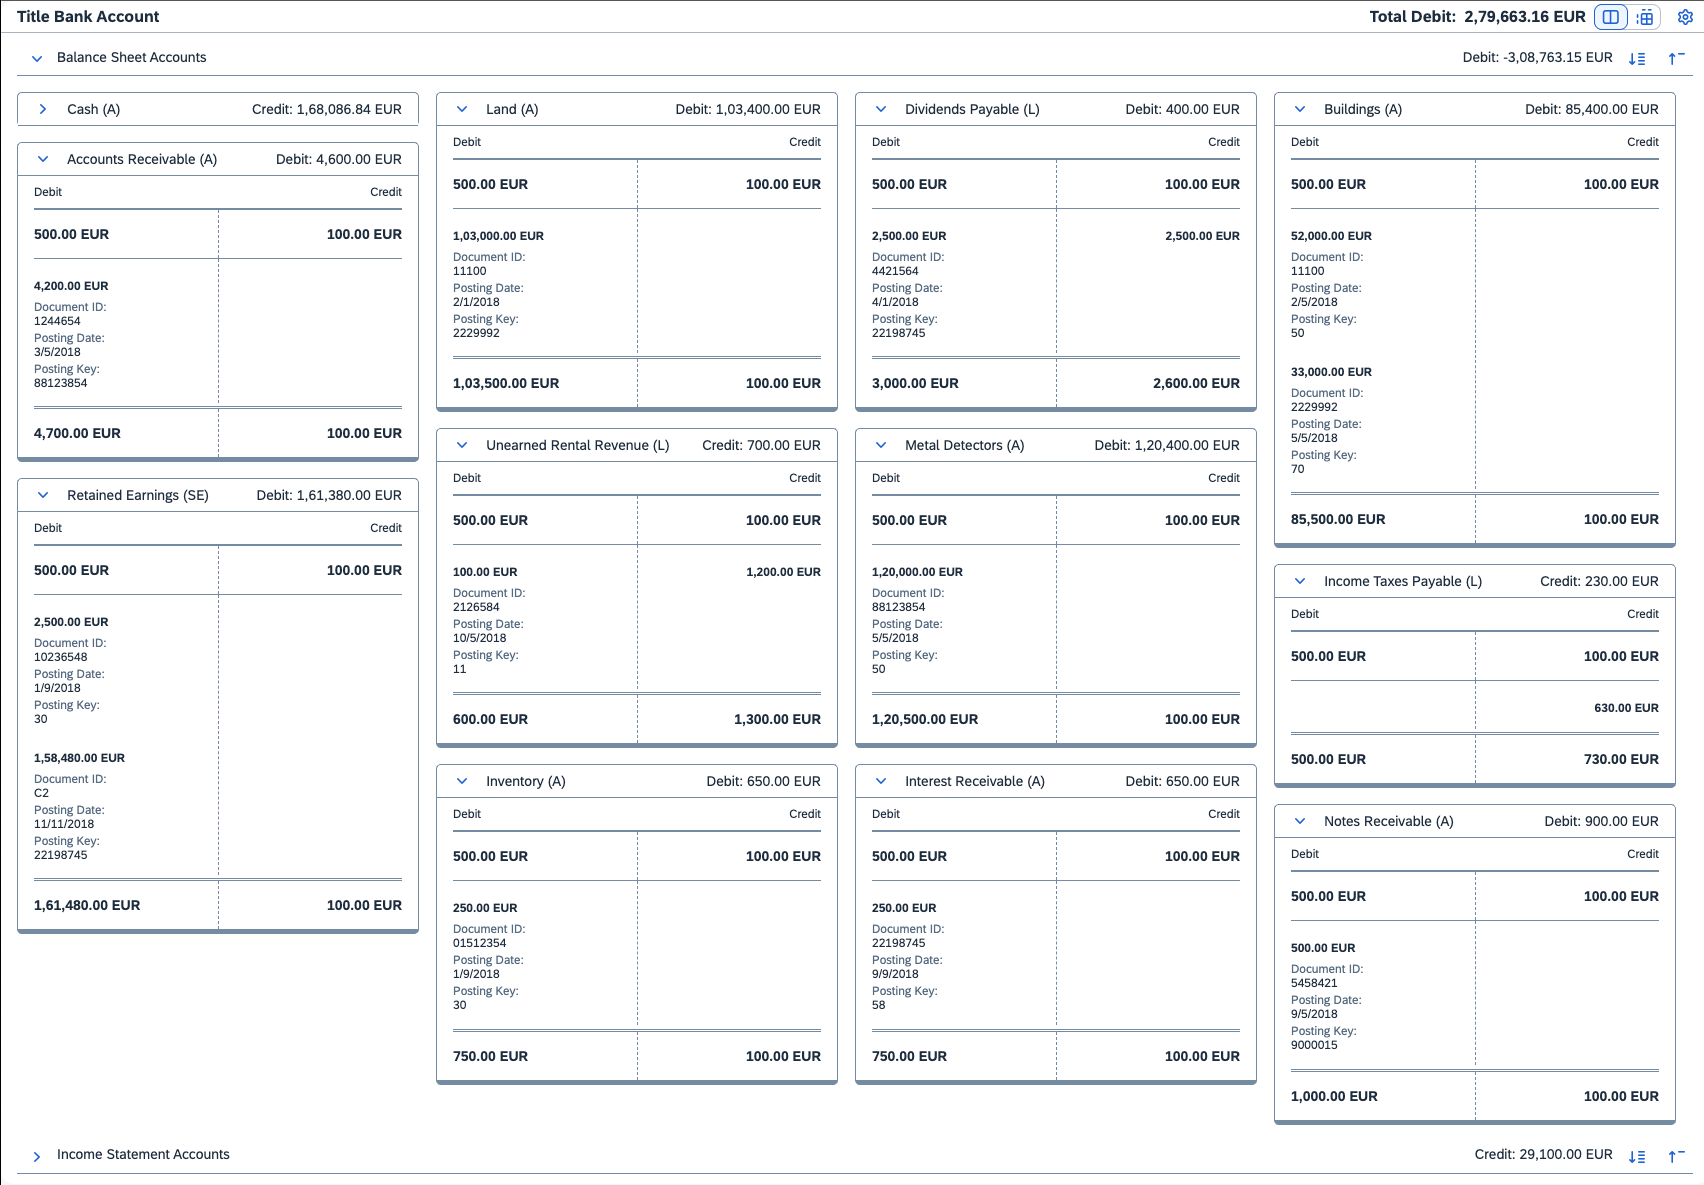 Title Bank Account
Total Debit: 2,79,663.16 EUR
Balance Sheet Accounts
Debit: -3,08,763.15 EUR
Cash (A) Credit: 1,68,086.84 EUR
Accounts Receivable (A) Debit: 4,600.00 EUR
Debit Credit
500.00 EUR 100.00 EUR
4,200.00 EUR
Document ID:
1244654
Posting Date:
3/5/2018
Posting Key:
88123854
4,700.00 EUR 100.00 EUR
Retained Earnings (SE) Debit: 1,61,380.00 EUR
Debit Credit
500.00 EUR 100.00 EUR
2,500.00 EUR
Document ID:
10236548
Posting Date:
1/9/2018
Posting Key:
30
1,58,480.00 EUR
Document ID:
C2
Posting Date:
11/11/2018
Posting Key:
22198745
1,61,480.00 EUR 100.00 EUR
Land (A) Debit: 1,03,400.00 EUR
Debit Credit
500.00 EUR 100.00 EUR
1,03,000.00 EUR
Document ID:
11100
Posting Date:
2/1/2018
Posting Key:
2229992
1,03,500.00 EUR 100.00 EUR
Unearned Rental Revenue (L) Credit: 700.00 EUR
Debit Credit
500.00 EUR 100.00 EUR
100.00 EUR 1,200.00 EUR
Document ID:
2126584
Posting Date:
10/5/2018
Posting Key:
11
600.00 EUR 1,300.00 EUR
Inventory (A) Debit: 650.00 EUR
Debit Credit
500.00 EUR 100.00 EUR
250.00 EUR
Document ID:
01512354
Posting Date:
1/9/2018
Posting Key:
30
750.00 EUR 100.00 EUR
Dividends Payable (L) Debit: 400.00 EUR
Debit Credit
500.00 EUR 100.00 EUR
2,500.00 EUR 2,500.00 EUR
Document ID:
4421564
Posting Date:
4/1/2018
Posting Key:
22198745
3,000.00 EUR 2,600.00 EUR
Metal Detectors (A) Debit: 1,20,400.00 EUR
Debit Credit
500.00 EUR 100.00 EUR
1,20,000.00 EUR
Document ID:
88123854
Posting Date:
5/5/2018
Posting Key:
50
1,20,500.00 EUR 100.00 EUR
Interest Receivable (A) Debit: 650.00 EUR
Debit Credit
500.00 EUR 100.00 EUR
250.00 EUR
Document ID:
22198745
Posting Date:
9/9/2018
Posting Key:
58
750.00 EUR 100.00 EUR
Buildings (A) Debit: 85,400.00 EUR
Debit Credit
500.00 EUR 100.00 EUR
52,000.00 EUR
Document ID:
11100
Posting Date:
2/5/2018
Posting Key:
50
33,000.00 EUR
Document ID:
2229992
Posting Date:
5/5/2018
Posting Key:
70
85,500.00 EUR 100.00 EUR
Income Taxes Payable (L) Credit: 230.00 EUR
Debit Credit
500.00 EUR 100.00 EUR
630.00 EUR
500.00 EUR 730.00 EUR
Notes Receivable (A) Debit: 900.00 EUR
Debit Credit
500.00 EUR 100.00 EUR
500.00 EUR
Document ID:
5458421
Posting Date:
9/5/2018
Posting Key:
9000015
1,000.00 EUR 100.00 EUR
Income Statement Accounts
Credit: 29,100.00 EUR